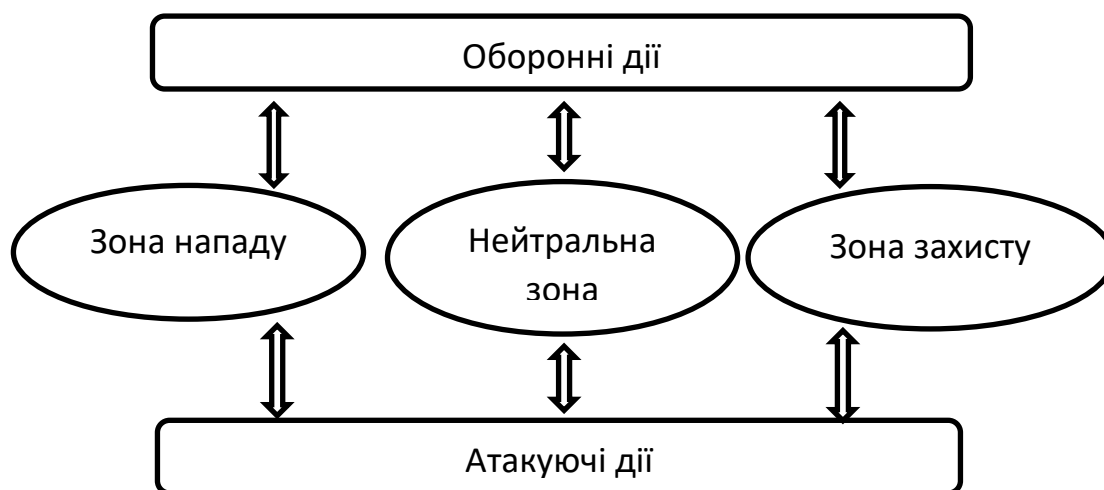 Оборонні дії
Зона нападу
Нейтральна
зона
Зона захисту
Атакуючі дії